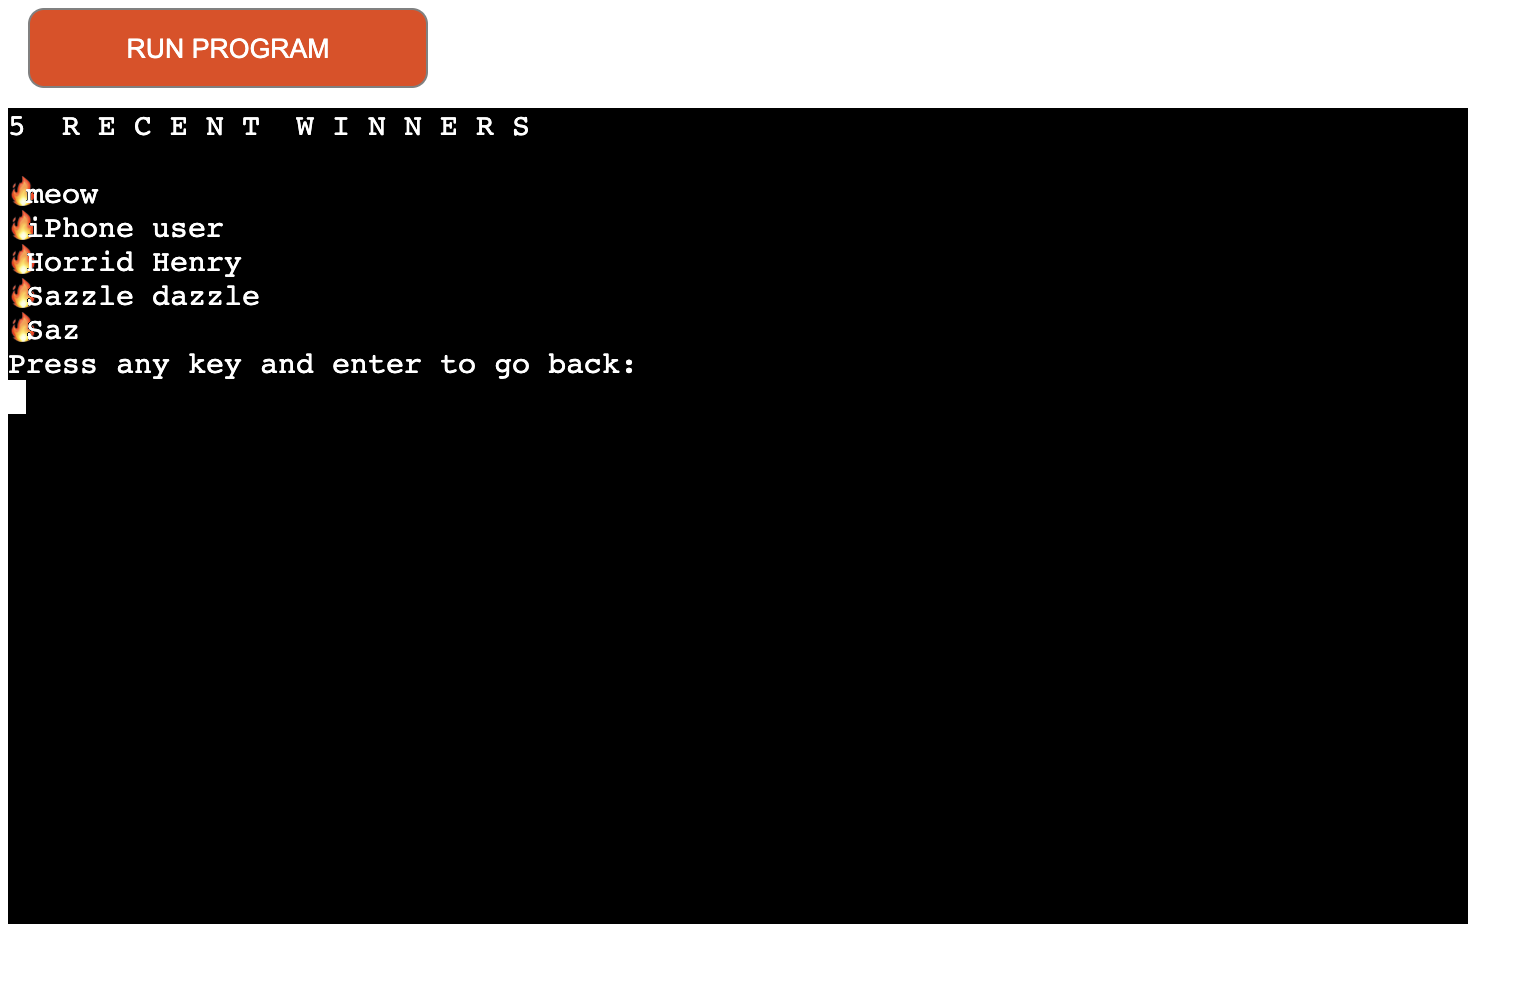 RUN PROGRAM
5  R E C E N T  W I N N E R S
🔥meow
🔥iPhone user
🔥Horrid Henry
🔥Sazzle dazzle
🔥Saz
Press any key and enter to go back: